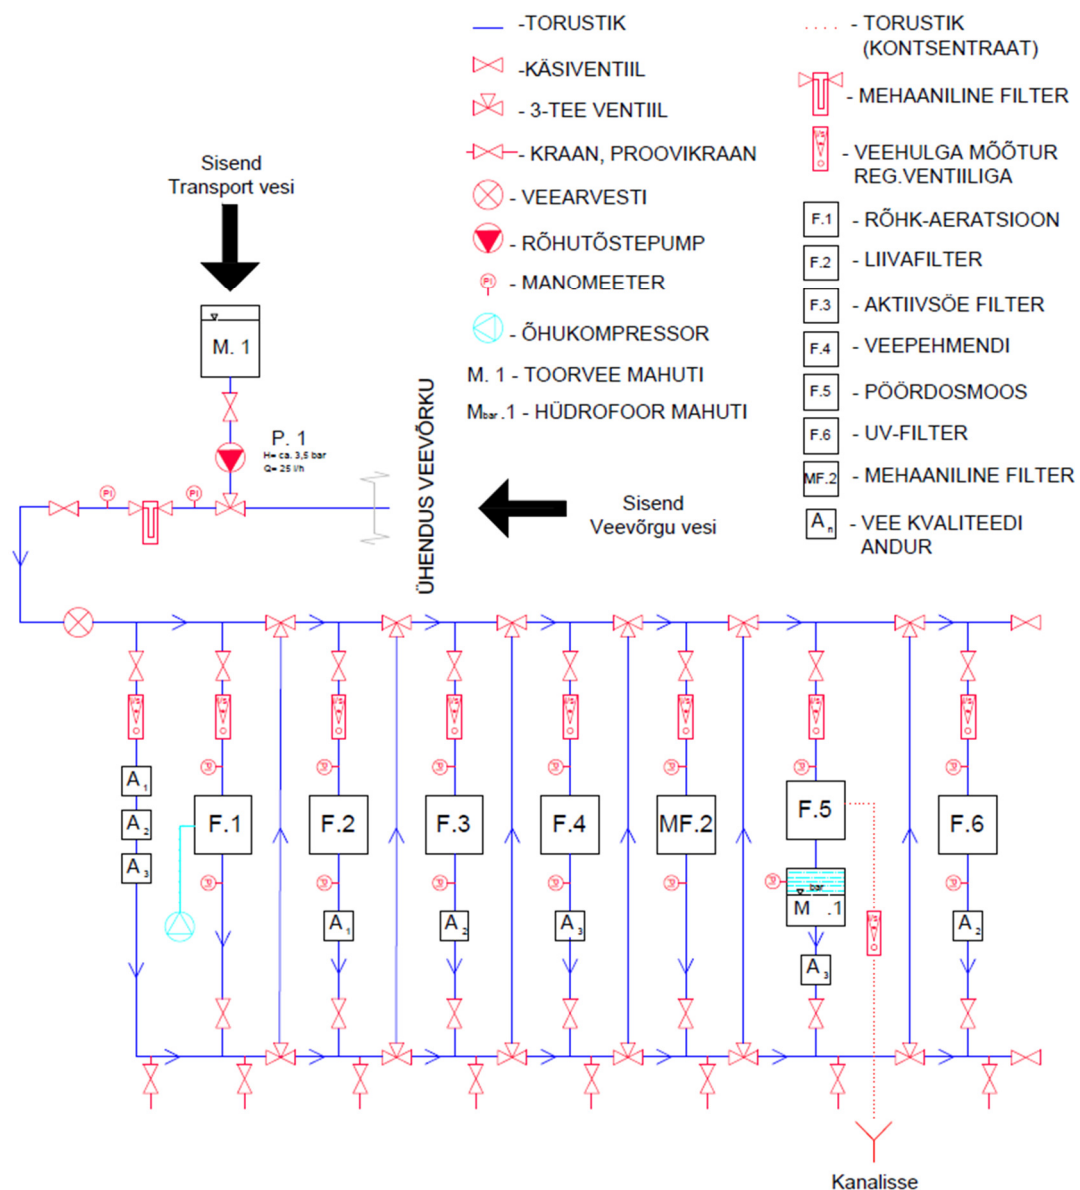 -TORUSTIK
-KÄSIVENTIIL
- 3-TEE VENTIIL
- KRAAN, PROOVIKRAAN
- VEEARVESTI
- RÕHUTÕSTEPUMP
PI
- MANOMEETER
- ÕHUKOMPRESSOR
M. 1 - TOORVEE MAHUTI
Mbar.1 - HÜDROFOOR MAHUTI
- TORUSTIK
(KONTSENTRAAT)
- MEHAANILINE FILTER
- VEEHULGA MÕÕTUR
REG.VENTIILIGA
F.1 - RÕHK-AERATSIOON
F.2 - LIIVAFILTER
F.3 - AKTIIVSÖE FILTER
F.4 - VEEPEHMENDI
F.5 - PÖÖRDOSMOOS
F.6 - UV-FILTER
MF.2 - MEHAANILINE FILTER
An - VEE KVALITEEDI
ANDUR
Sisend
Transport vesi
M. 1
P. 1
H= ca. 3,5 bar
Q= 25 l/h
PI
PI
ÜHENDUS VEEVÕRKU
Sisend
Veevõrgu vesi
A1
A2
A3
F.1
F.2
F.3
F.4
MF.2
F.5
F.6
bar
M .1
A1
A2
A3
A3
A2
Kanalisse